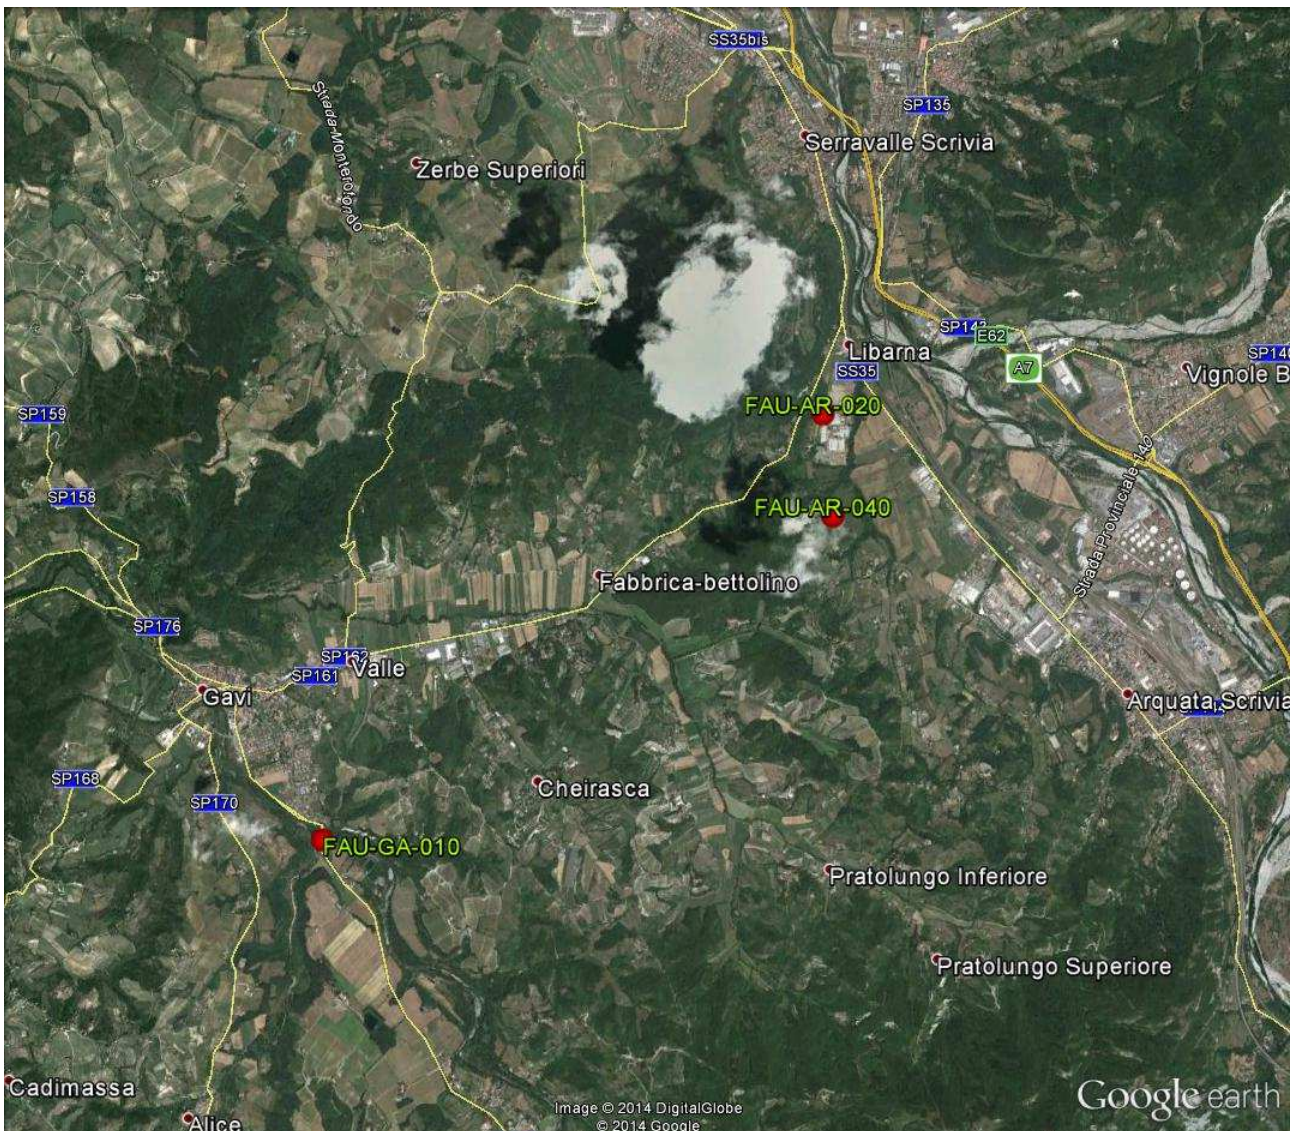 SS35bis
SP135
Serravalle Scrivia
Strada Monterotondo
Zerbe Superiori
E62
Libarna
SP140
A7
SS35
Vignole B
FAU-AR-020
SP159
SP158
FAU-AR-040
Strada Provinciale 140
Fabbrica-bettolino
SP176
SP162
Valle
SP161
Gavi
Arquata Scrivia
SP168
Cheirasca
SP170
FAU-GA-010
Pratolungo Inferiore
Pratolungo Superiore
Cadimassa
Alice
Image © 2014 DigitalGlobe
© 2014 Google
Google earth